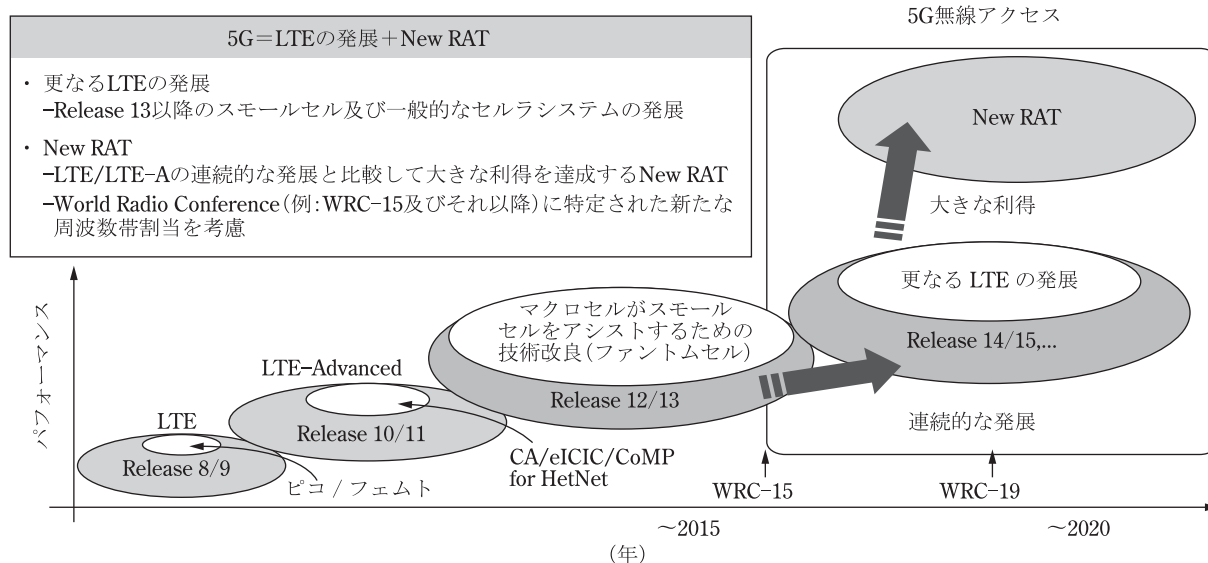 5G無線アクセス
5G=LTEの発展+New RAT
・ 更なるLTEの発展
−Release 13以降のスモールセル及び一般的なセルラシステムの発展
・ New RAT
−LTE/LTE−Aの連続的な発展と比較して大きな利得を達成するNew RAT
−World Radio Conference(例:WRC−15及びそれ以降)に特定された新たな
周波数帯割当を考慮
New RAT
大きな利得
更なる LTE の発展
Release 14/15,...
連続的な発展
マクロセルがスモール
セルをアシストするための
技術改良(ファントムセル)
Release 12/13
LTE−Advanced
Release 10/11
CA/eICIC/CoMP
for HetNet
LTE
Release 8/9
ピコ / フェムト
パフォーマンス
WRC−15
WRC−19
～2015
～2020
(年)